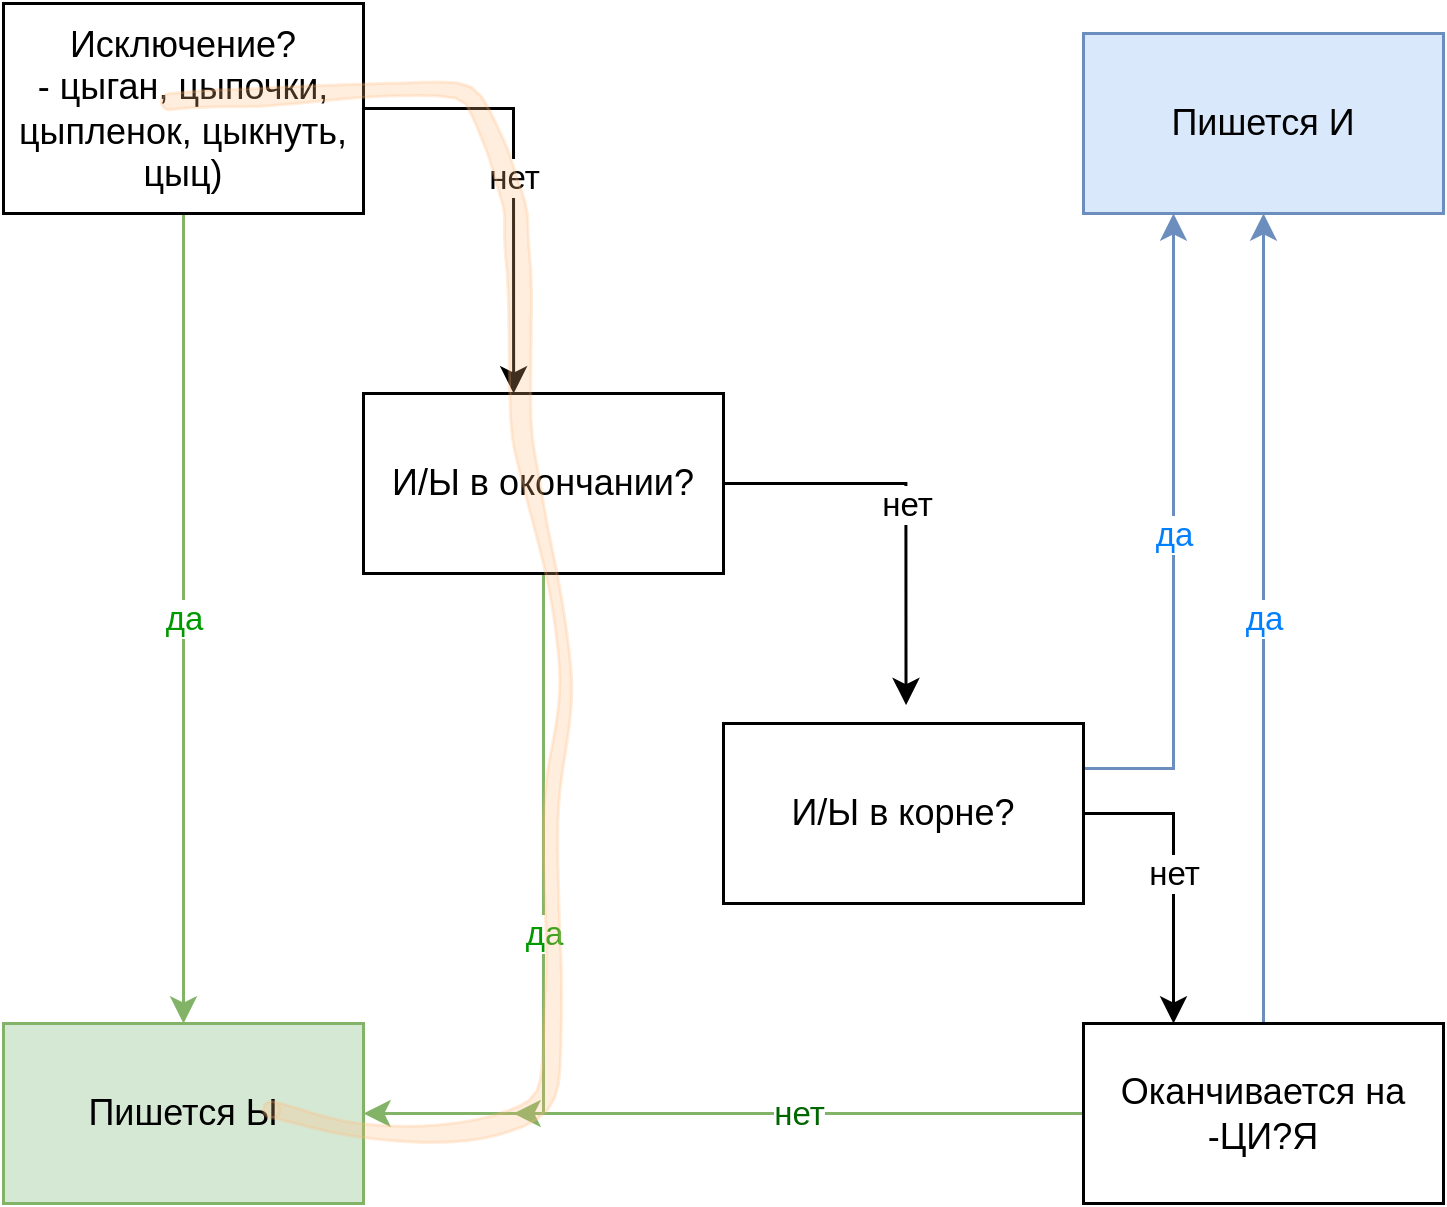 Исключение?
- цыган, цыпочки,
цыпленок, цыкнуть,
цыц)
Пишется И
нет
И/Ы в окончании?
нет
да
да
да
И/Ы в корне?
нет
да
Пишется Ы
нет
Оканчивается на
-ЦИ?Я